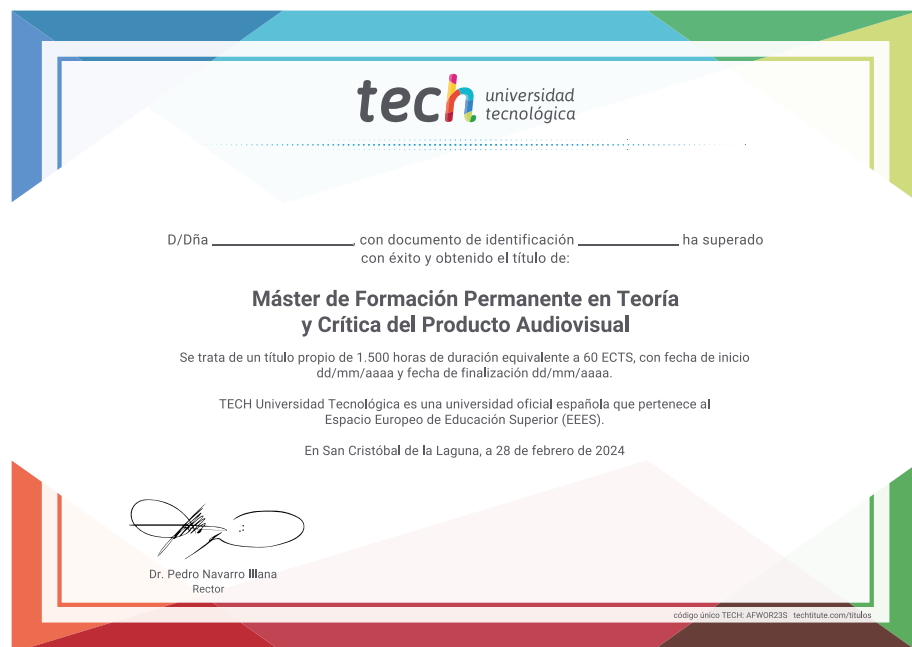 tech universidad
tecnológica
D/Dña ____________________, con documento de identificación ______________ ha superado
con éxito y obtenido el título de:
Máster de Formación Permanente en Teoría
y Crítica del Producto Audiovisual
Se trata de un título propio de 1.500 horas de duración equivalente a 60 ECTS, con fecha de inicio
dd/mm/aaaa y fecha de finalización dd/mm/aaaa.
TECH Universidad Tecnológica es una universidad oficial española que pertenece al
Espacio Europeo de Educación Superior (EEES).
En San Cristóbal de la Laguna, a 28 de febrero de 2024
Dr. Pedro Navarro Illana
Rector
código único TECH: AFWOR23S techtitute.com/titulos